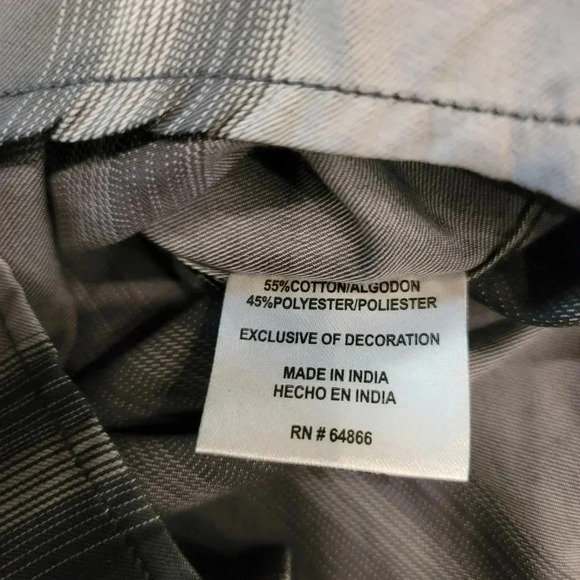 55%COTTON/ALGODON
45%POLYESTER/POLIESTER
EXCLUSIVE OF DECORATION
MADE IN INDIA
HECHO EN INDIA
RN # 64866